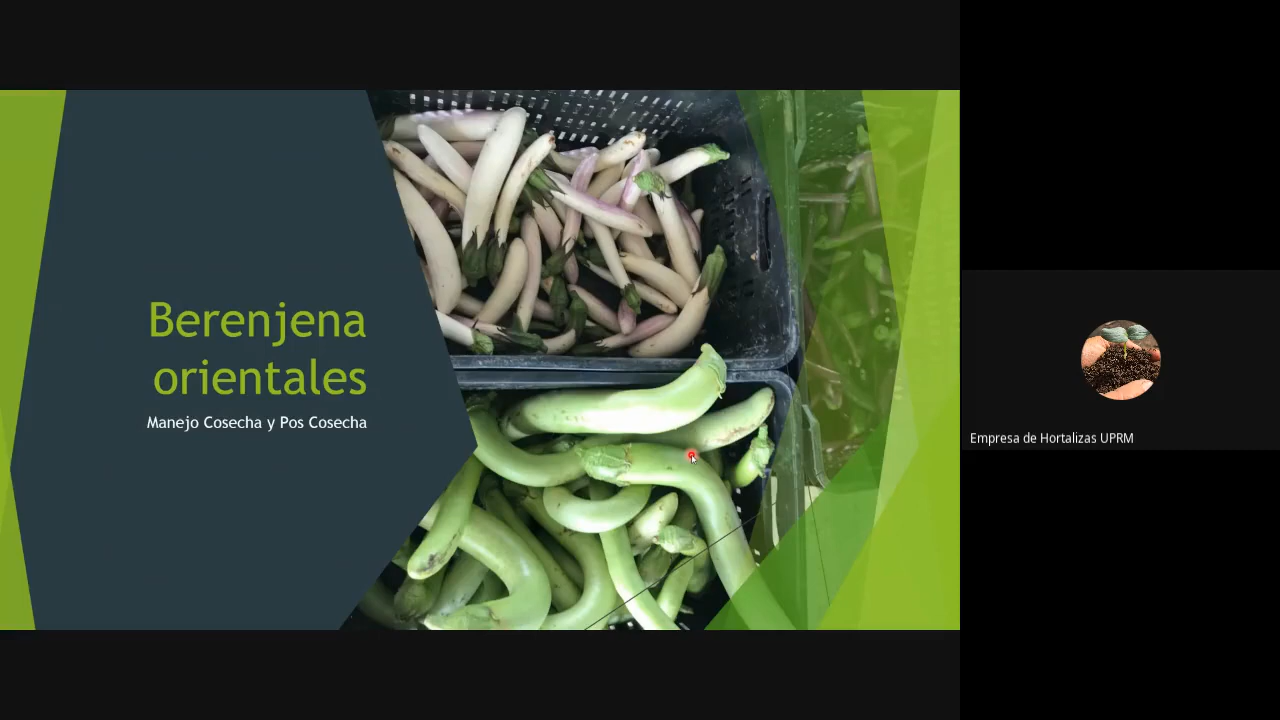 Berenjena
orientales
Manejo Cosecha y Pos Cosecha
Empresa de Hortalizas UPRM